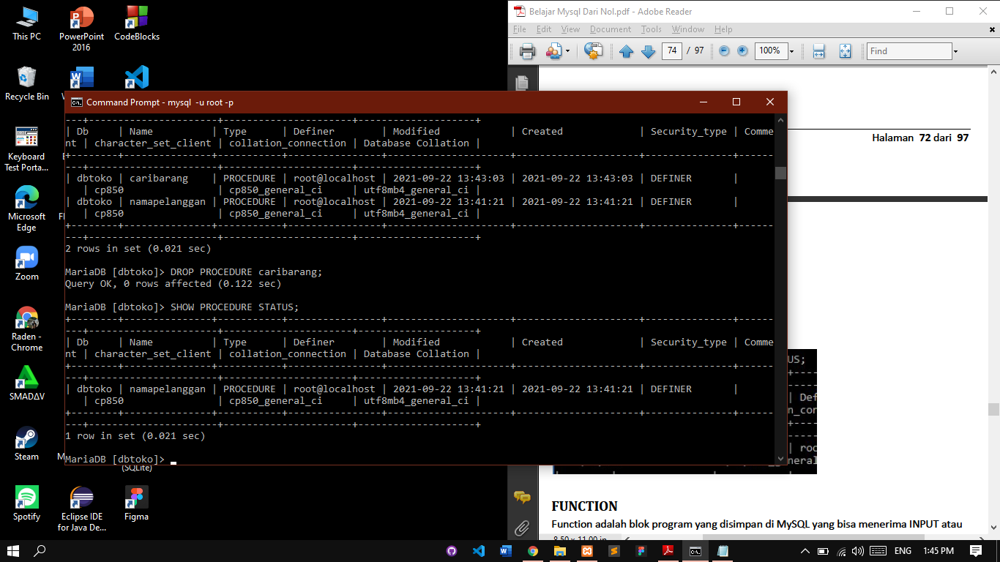 This PC
PowerPoint 2016
CodeBlocks
Recycle Bin
Keyboard
Test Porta...
Microsoft
Edge
Zoom
Raden -
Chrome
SMADΔV
Steam
(SQLite)
Spotify
Eclipse IDE
for Java De...
Figma
Command Prompt - mysql -u root -p
---+----------------------+----------------------+--------------------+
| Db | Name | Type | Definer | Modified | Created | Security_type | Comme
nt | character_set_client | collation_connection | Database Collation |
+--------+---------------+-----------+----------------+---------------------+---------------------+---------------+------
---+----------------------+----------------------+--------------------+
| dbtoko | caribarang | PROCEDURE | root@localhost | 2021-09-22 13:43:03 | 2021-09-22 13:43:03 | DEFINER |
| cp850 | cp850_general_ci | utf8mb4_general_ci |
| dbtoko | namapelanggan | PROCEDURE | root@localhost | 2021-09-22 13:41:21 | 2021-09-22 13:41:21 | DEFINER |
| cp850 | cp850_general_ci | utf8mb4_general_ci |
+--------+---------------+-----------+----------------+---------------------+---------------------+---------------+------
---+----------------------+----------------------+--------------------+
2 rows in set (0.021 sec)
MariaDB [dbtoko]> DROP PROCEDURE caribarang;
Query OK, 0 rows affected (0.122 sec)
MariaDB [dbtoko]> SHOW PROCEDURE STATUS;
+--------+---------------+-----------+----------------+---------------------+---------------------+---------------+------
---+----------------------+----------------------+--------------------+
| Db | Name | Type | Definer | Modified | Created | Security_type | Comme
nt | character_set_client | collation_connection | Database Collation |
+--------+---------------+-----------+----------------+---------------------+---------------------+---------------+------
---+----------------------+----------------------+--------------------+
| dbtoko | namapelanggan | PROCEDURE | root@localhost | 2021-09-22 13:41:21 | 2021-09-22 13:41:21 | DEFINER |
| cp850 | cp850_general_ci | utf8mb4_general_ci |
+--------+---------------+-----------+----------------+---------------------+---------------------+---------------+------
---+----------------------+----------------------+--------------------+
1 row in set (0.021 sec)
MariaDB [dbtoko]>
Belajar Mysql Dari Nol.pdf - Adobe Reader
File Edit View Document Tools Window Help
74 / 97 100% Find
Halaman 72 dari 97
US;
| Def
n_con
| roo
neral
FUNCTION
Function adalah blok program yang disimpan di MySQL yang bisa menerima INPUT atau
8.50 x 11.00 in
ENG 1:45 PM